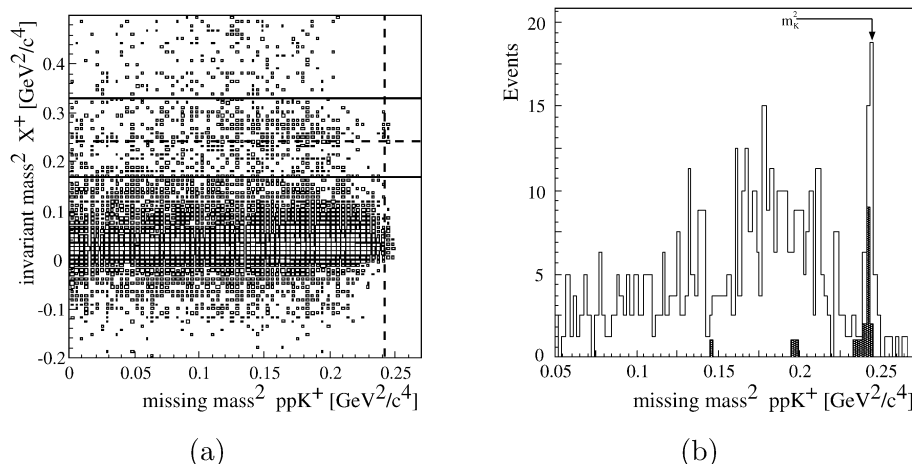 invariant mass² X⁺ [GeV²/c⁴]
0.4
0.3
0.2
0.1
0
-0.1
-0.2
0 0.05 0.1 0.15 0.2 0.25
missing mass² ppK⁺ [GeV²/c⁴]
(a)
Events
20
15
10
5
0
m²K
0.05 0.1 0.15 0.2 0.25
missing mass² ppK⁺ [GeV²/c⁴]
(b)